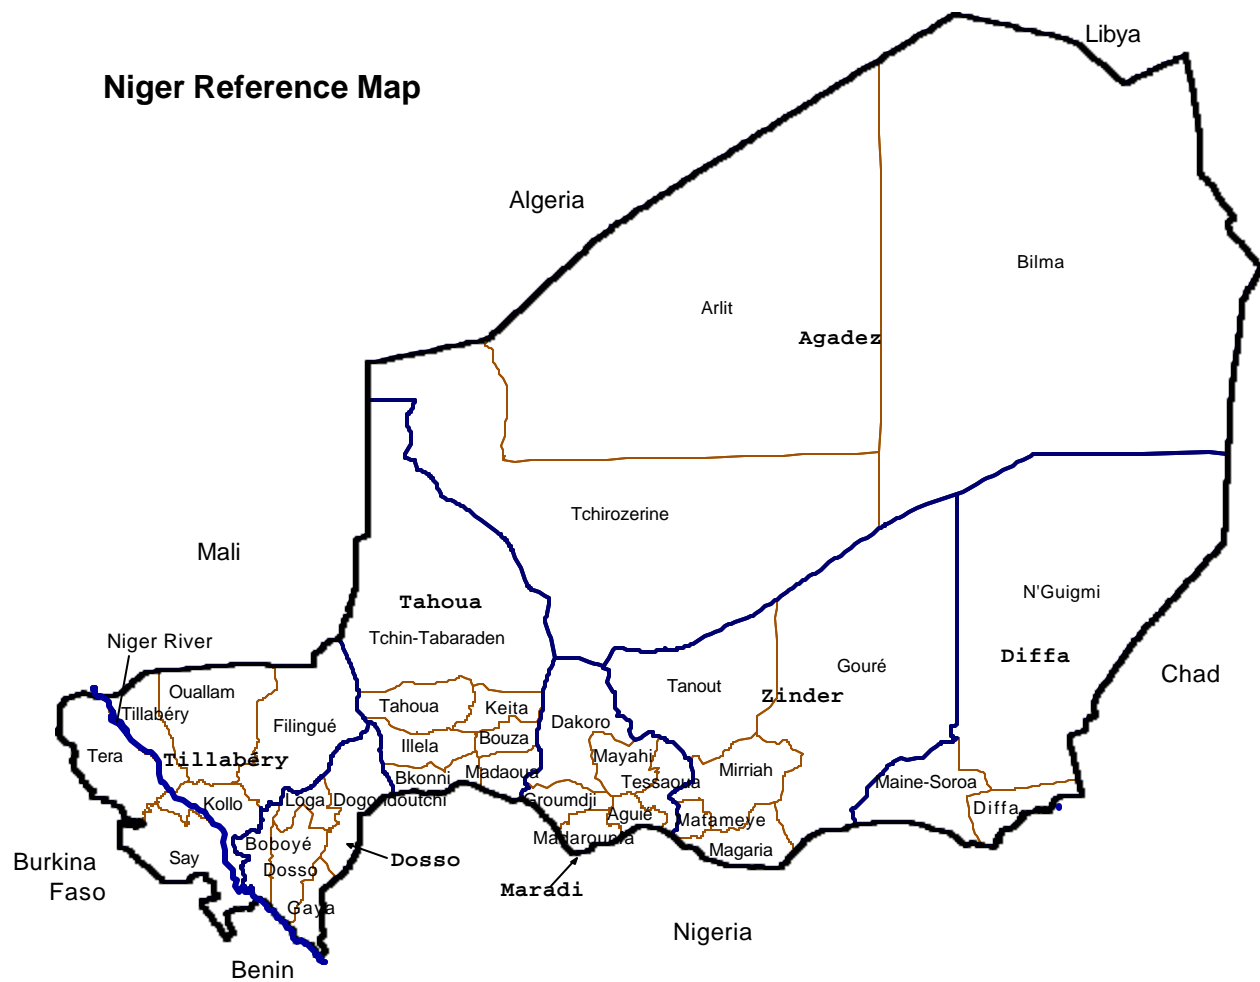 Libya
Niger Reference Map
Algeria
Bilma
Arlit
Agadez
Tchirozerine
Mali
N'Guigmi
Tahoua
Tchin-Tabaraden
Niger River
Diffa
Gouré
Chad
Ouallam
Tanout
Zinder
Tillabéry
Tahoua
Keita
Filingué
Dakoro
Illela
Bouza
Tera
Tillabéry
Mayahi
Mirriah
Bkonni
Madaoua
Tessaoua
Maine-Soroa
Kollo
Loga
Dogondoutchi
Groumdji
Diffa
Aguié
Matameye
Boboyé
Madarounfa
Magaria
Say
Dosso
Dosso
Burkina
Faso
Maradi
Gaya
Nigeria
Benin